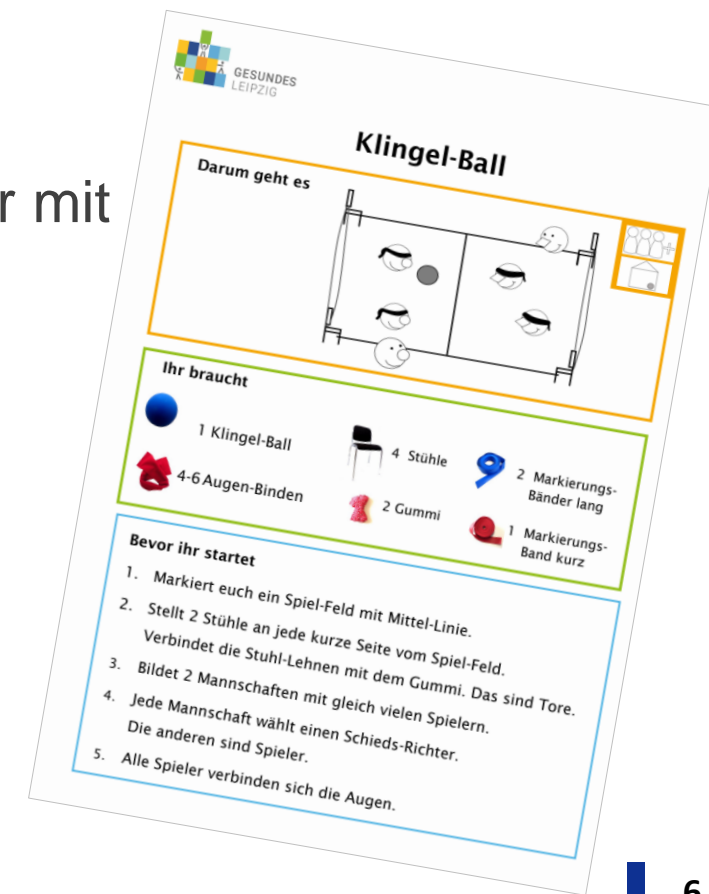 GESUNDES
LEIPZIG
r mit
Klingel-Ball
Darum geht es
Ihr braucht
1 Klingel-Ball
4 Stühle
2 Markierungs-
Bänder lang
4-6 Augen-Binden
2 Gummi
1 Markierungs-
Band kurz
Bevor ihr startet
1. Markiert euch ein Spiel-Feld mit Mittel-Linie.
2. Stellt 2 Stühle an jede kurze Seite vom Spiel-Feld.
Verbindet die Stuhl-Lehnen mit dem Gummi. Das sind Tore.
3. Bildet 2 Mannschaften mit gleich vielen Spielern.
4. Jede Mannschaft wählt einen Schieds-Richter.
Die anderen sind Spieler.
5. Alle Spieler verbinden sich die Augen.
6